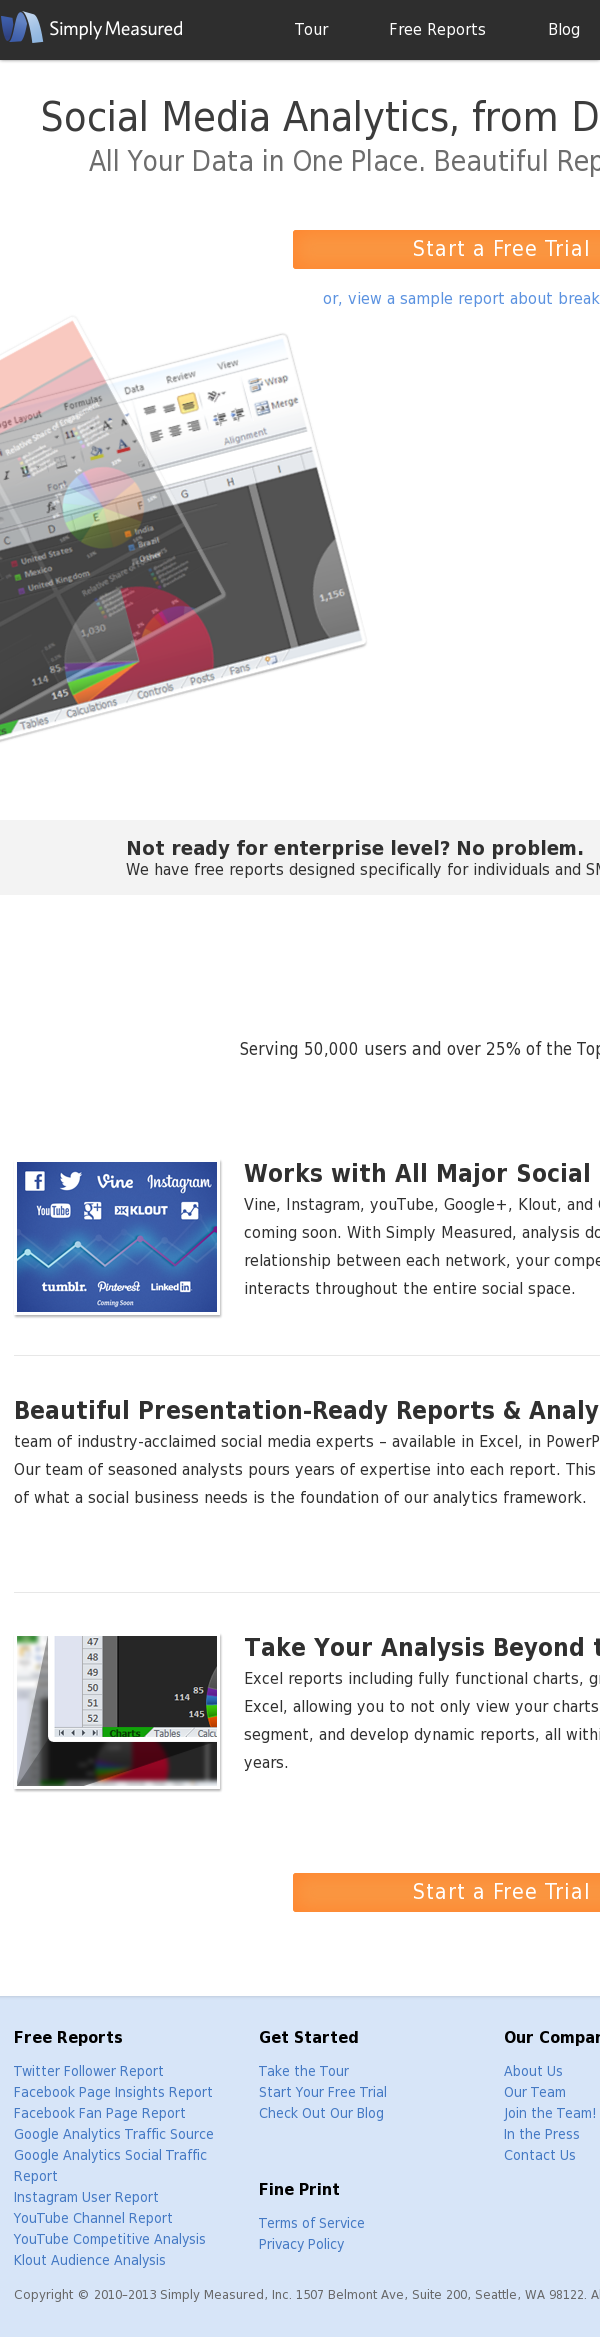 Simply Measured Tour Free Reports Blog
Social Media Analytics, from D
All Your Data in One Place. Beautiful Rep
Start a Free Trial
or, view a sample report about break
ge Layout Formulas Data Review View
Wrap
Merge
Relative Share of Engagement
11
Font
Alignment
C D E F G H I
United States
Mexico
United Kingdom
India
Brazil
Other
1,030
1,156
85
114
145
Tables Calculations Controls Posts Fans
Not ready for enterprise level? No problem.
We have free reports designed specifically for individuals and SM
Serving 50,000 users and over 25% of the Top
Works with All Major Social
Vine, Instagram, youTube, Google+, Klout, and
coming soon. With Simply Measured, analysis do
relationship between each network, your compe
interacts throughout the entire social space.
Vine Instagram
YouTube g+ KLOUT
tumblr. Pinterest LinkedIn
Coming Soon
Beautiful Presentation-Ready Reports & Analy
team of industry-acclaimed social media experts – available in Excel, in PowerP
Our team of seasoned analysts pours years of expertise into each report. This
of what a social business needs is the foundation of our analytics framework.
Take Your Analysis Beyond t
Excel reports including fully functional charts, g
Excel, allowing you to not only view your charts
segment, and develop dynamic reports, all withi
years.
47
48
49
50
51
52
85
114
145
Charts Tables Calcu
Start a Free Trial
Free Reports
Twitter Follower Report
Facebook Page Insights Report
Facebook Fan Page Report
Google Analytics Traffic Source
Google Analytics Social Traffic
Report
Instagram User Report
YouTube Channel Report
YouTube Competitive Analysis
Klout Audience Analysis
Get Started
Take the Tour
Start Your Free Trial
Check Out Our Blog
Fine Print
Terms of Service
Privacy Policy
Our Compan
About Us
Our Team
Join the Team!
In the Press
Contact Us
Copyright © 2010–2013 Simply Measured, Inc. 1507 Belmont Ave, Suite 200, Seattle, WA 98122. A